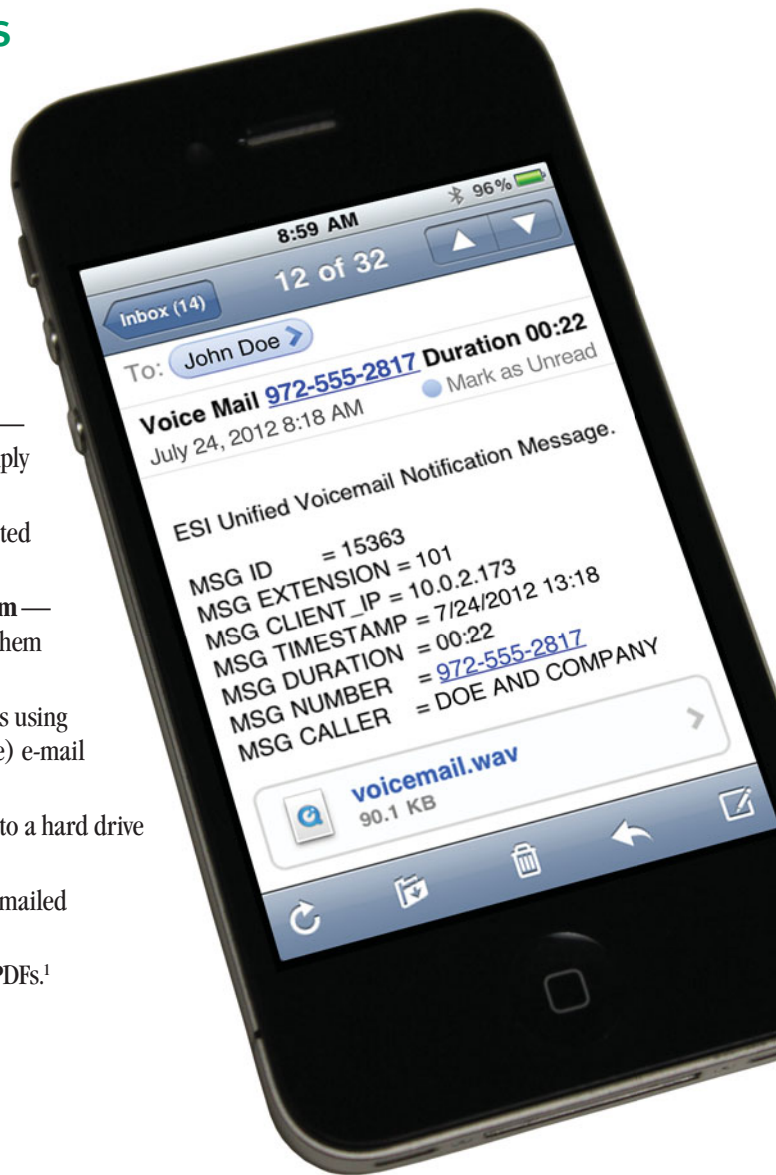 s
—
ply
ted
m—
hem
s using
e) e-mail
to a hard drive
mailed
PDFs.¹
96%
8:59 AM
Inbox (14)
12 of 32
To: John Doe
Voice Mail 972-555-2817 Duration 00:22
July 24, 2012 8:18 AM
Mark as Unread
ESI Unified Voicemail Notification Message.
MSG ID = 15363
MSG EXTENSION = 101
MSG CLIENT_IP = 10.0.2.173
MSG TIMESTAMP = 7/24/2012 13:18
MSG DURATION = 00:22
MSG NUMBER = 972-555-2817
MSG CALLER = DOE AND COMPANY
voicemail.wav
90.1 KB